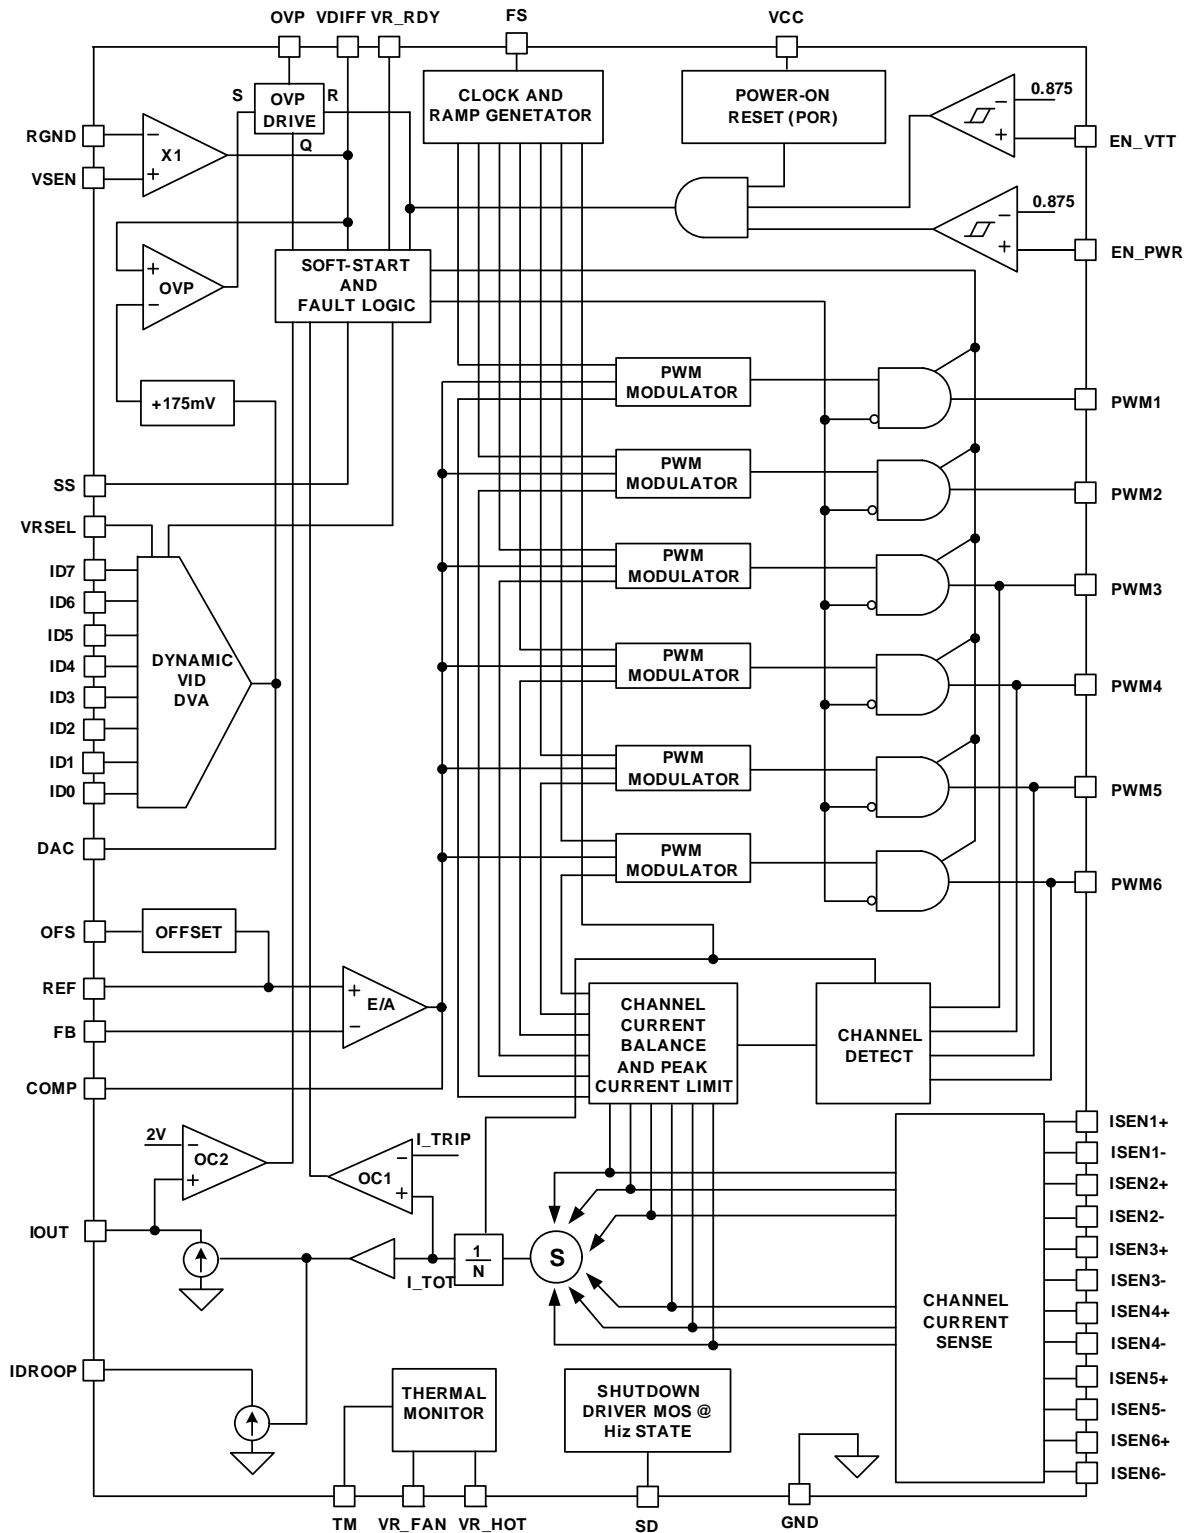 OVP VDIFF VR_RDY FS VCC
S OVP DRIVE R
Q
CLOCK AND
RAMP GENETATOR
POWER-ON
RESET (POR)
0.875
−
+
EN_VTT
RGND
VSEN
−
X1
+
0.875
−
+
EN_PWR
SOFT-START
AND
FAULT LOGIC
+
OVP
−
+175mV
PWM
MODULATOR
PWM1
PWM
MODULATOR
PWM2
PWM
MODULATOR
PWM3
PWM
MODULATOR
PWM4
PWM
MODULATOR
PWM5
PWM
MODULATOR
PWM6
SS
VRSEL
ID7
ID6
ID5
ID4
ID3
ID2
ID1
ID0
DYNAMIC
VID
DVA
DAC
OFS
OFFSET
REF
FB
+
E/A
−
COMP
CHANNEL
CURRENT
BALANCE
AND PEAK
CURRENT LIMIT
CHANNEL
DETECT
2V
−
OC2
+
I_TRIP
−
OC1
+
IOUT
I_TOT
1
N
S
CHANNEL
CURRENT
SENSE
ISEN1+
ISEN1-
ISEN2+
ISEN2-
ISEN3+
ISEN3-
ISEN4+
ISEN4-
ISEN5+
ISEN5-
ISEN6+
ISEN6-
IDROOP
THERMAL
MONITOR
SHUTDOWN
DRIVER MOS @
Hiz STATE
TM VR_FAN VR_HOT SD GND